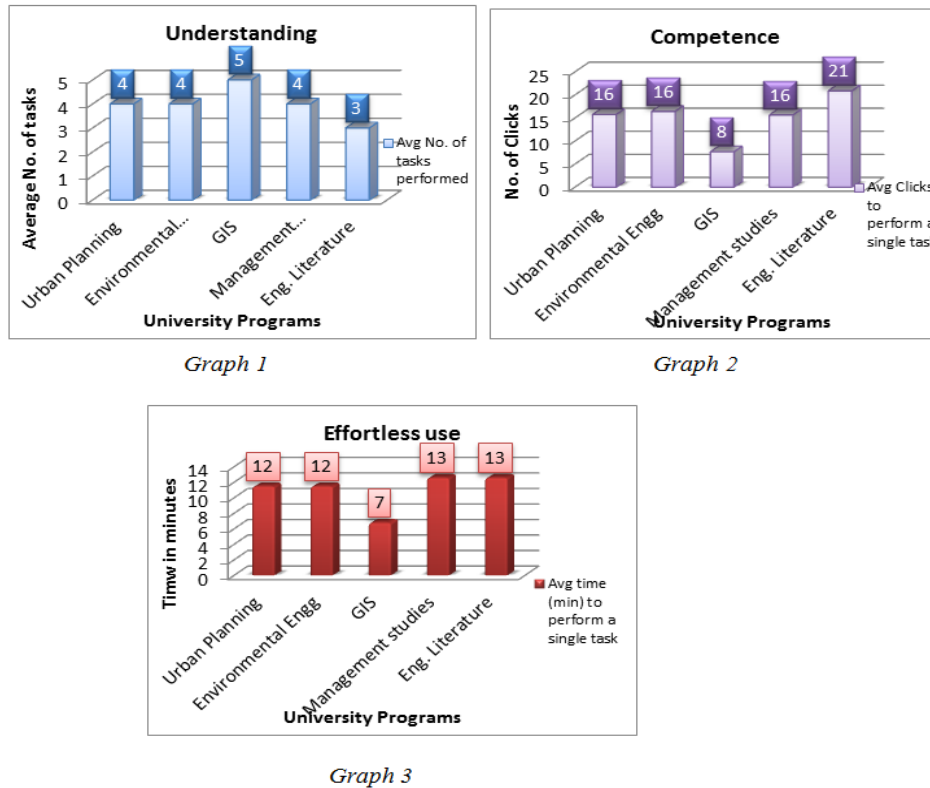 Understanding
5
4
4
4
3
5
4
3
2
1
0
Average No. of tasks
Avg No. of
tasks
performed
Urban Planning
Environmental...
GIS
Management...
Eng. Literature
University Programs
Graph 1
Competence
21
16
16
16
8
25
20
15
10
5
0
No. of Clicks
Avg Clicks
to
perform a
single task
Urban Planning
Environmental Engg
GIS
Management studies
Eng. Literature
University Programs
Graph 2
Effortless use
12
12
7
13
13
14
12
10
8
6
4
2
0
Timw in minutes
Avg time
(min) to
perform a
single task
Urban Planning
Environmental Engg
GIS
Management studies
Eng. Literature
University Programs
Graph 3